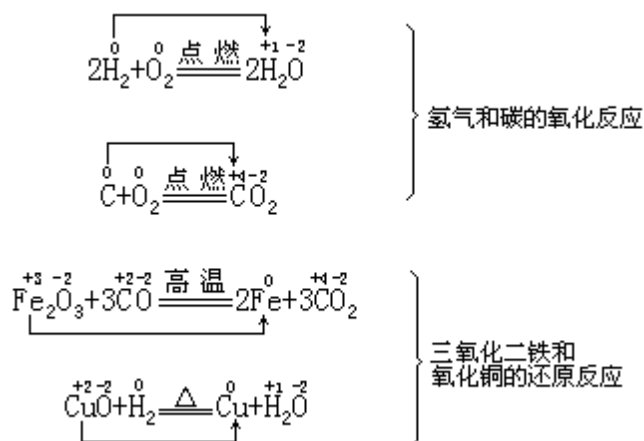 0 0 +1 -2
点 燃
2H₂+O₂══2H₂O
氢气和碳的氧化反应
0 0 +4 -2
点 燃
C+O₂══CO₂
+3 -2 +2-2 高 温 0 +4-2
Fe₂O₃+3CO══2Fe+3CO₂
三氧化二铁和
氧化铜的还原反应
+2-2 0 △ 0 +1 -2
CuO+H₂══Cu+H₂O